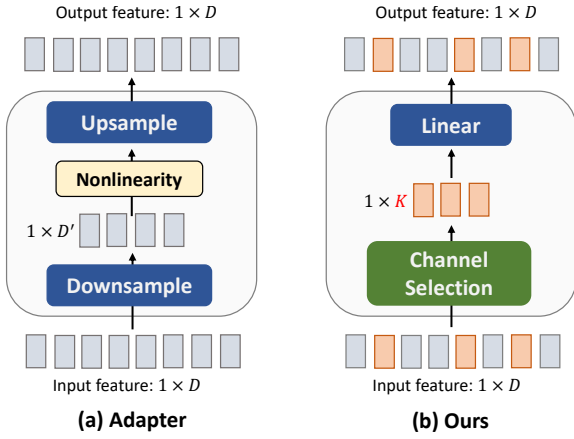 Output feature: 1 × D
Upsample
Nonlinearity
1 × D′
Downsample
Input feature: 1 × D
(a) Adapter
Output feature: 1 × D
Linear
1 × K
Channel
Selection
Input feature: 1 × D
(b) Ours